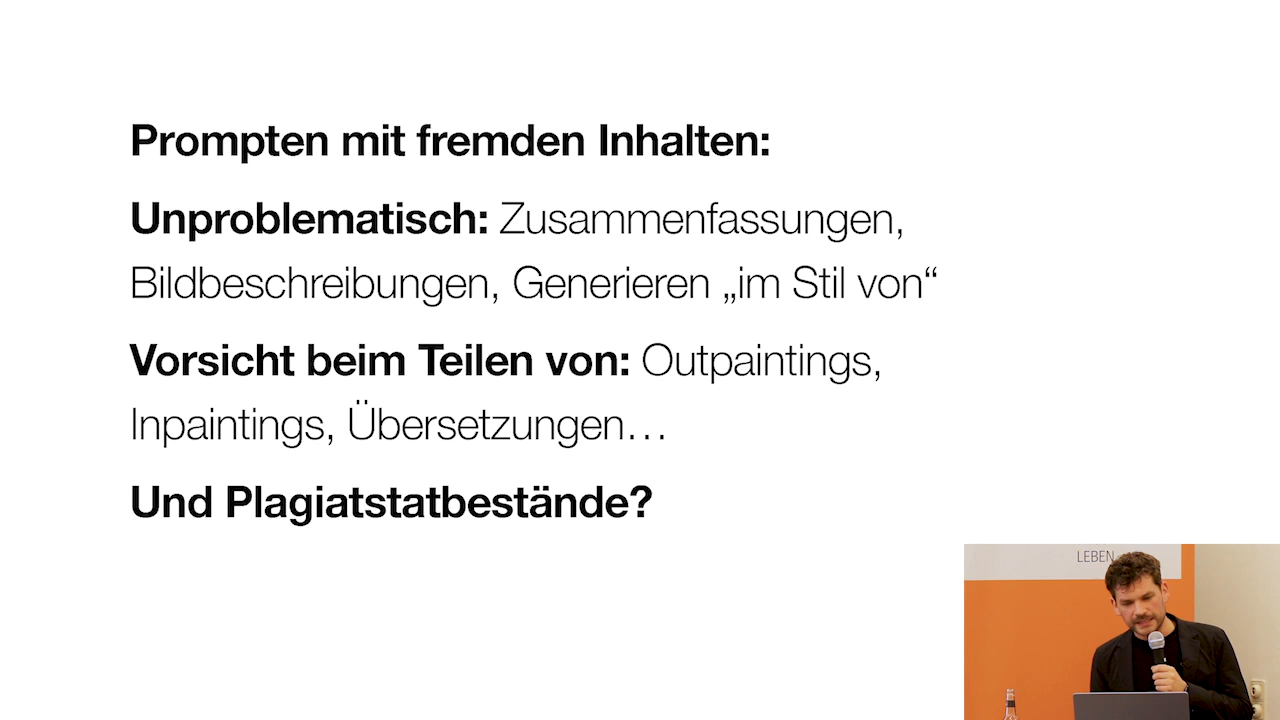 Prompten mit fremden Inhalten:
Unproblematisch: Zusammenfassungen,
Bildbeschreibungen, Generieren „im Stil von“
Vorsicht beim Teilen von: Outpaintings,
Inpaintings, Übersetzungen…
Und Plagiatstatbestände?
LEBEN